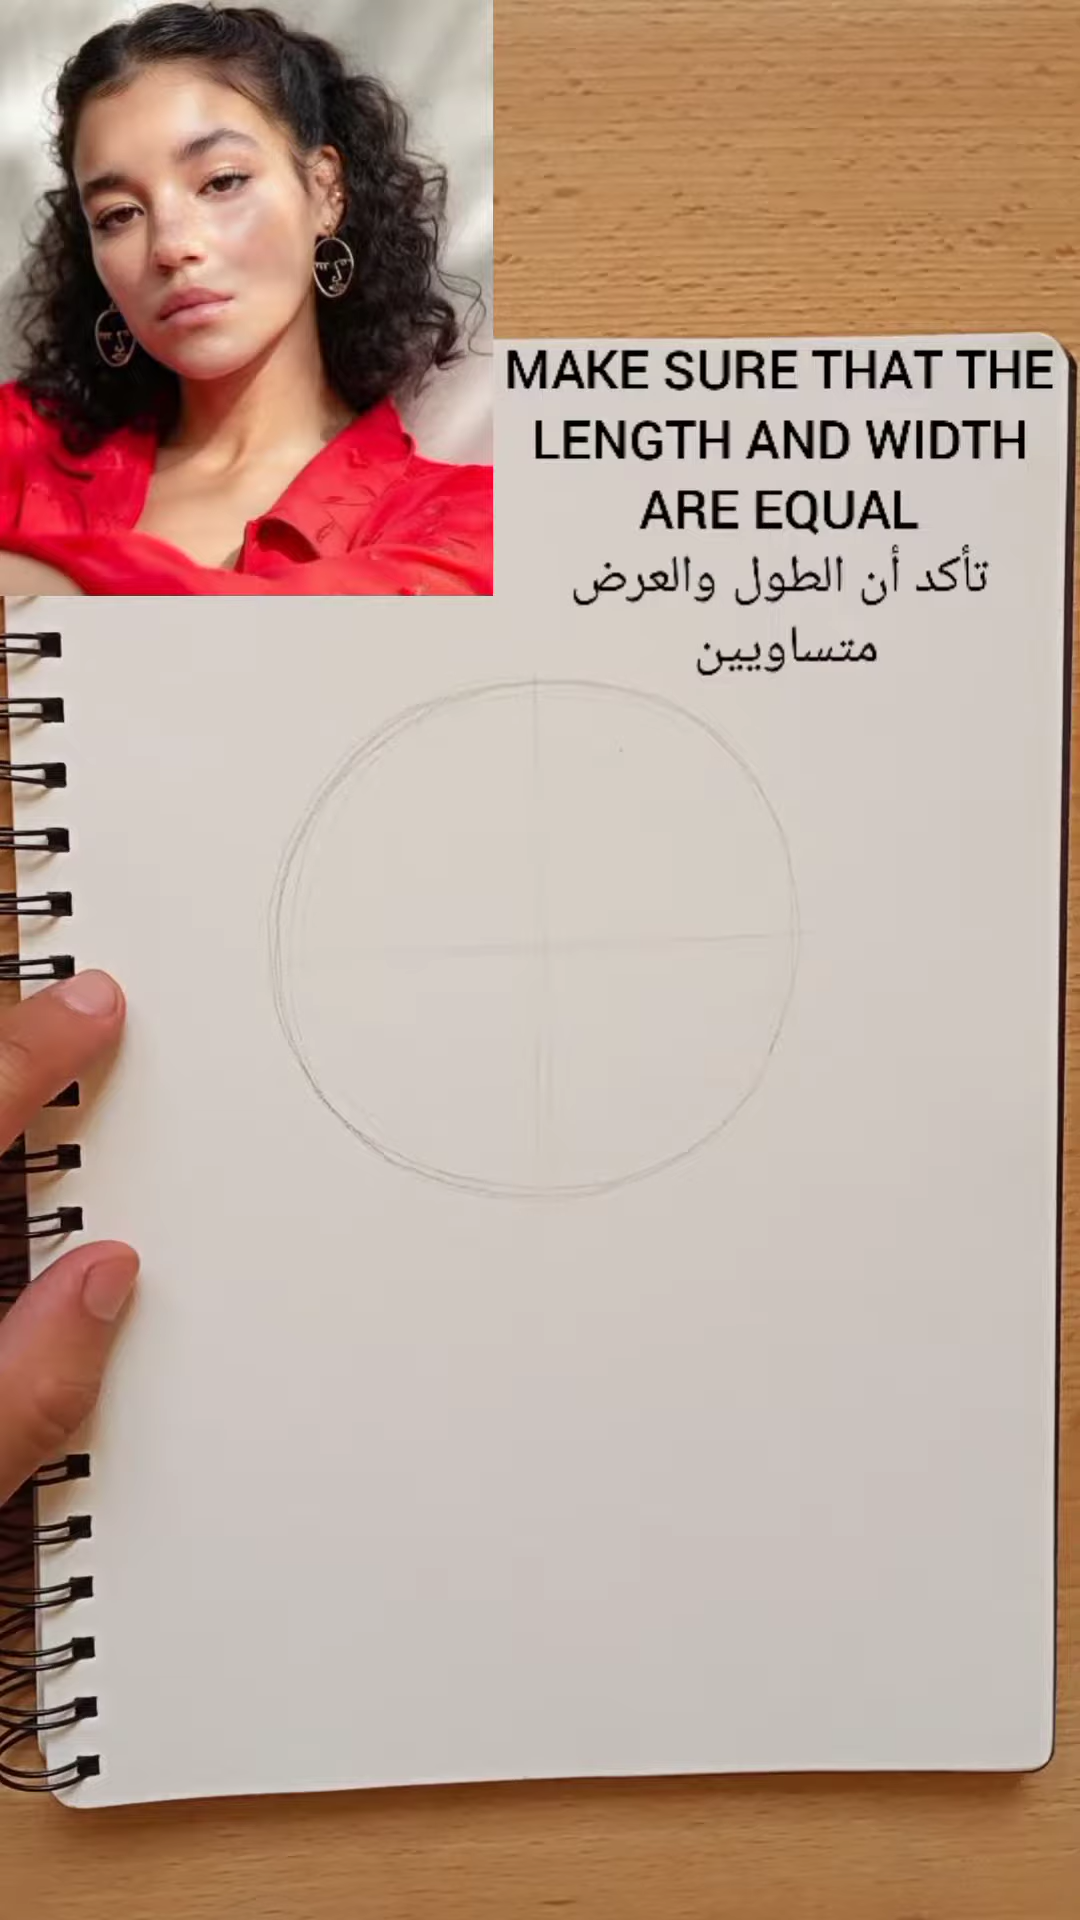 MAKE SURE THAT THE
LENGTH AND WIDTH
ARE EQUAL
تأكد أن الطول والعرض
متساويين